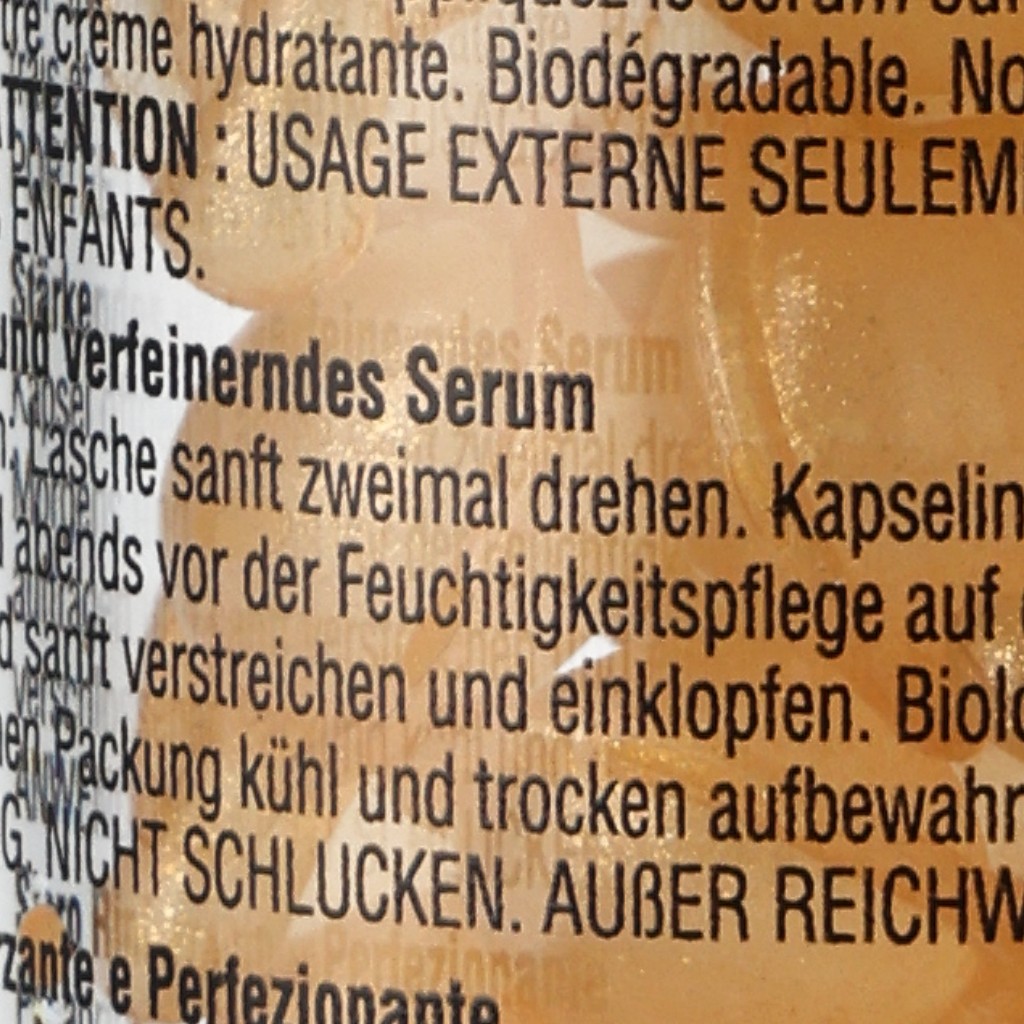 crème hydratante. Biodégradable. No
TTENTION : USAGE EXTERNE SEULEM
ENFANTS.
und verfeinerndes Serum
Lasche sanft zweimal drehen. Kapselin
abends vor der Feuchtigkeitspflege auf
sanft verstreichen und einklopfen. Biolo
Packung kühl und trocken aufbewahr
G. NICHT SCHLUCKEN. AUßER REICHW
zante e Perfezionante